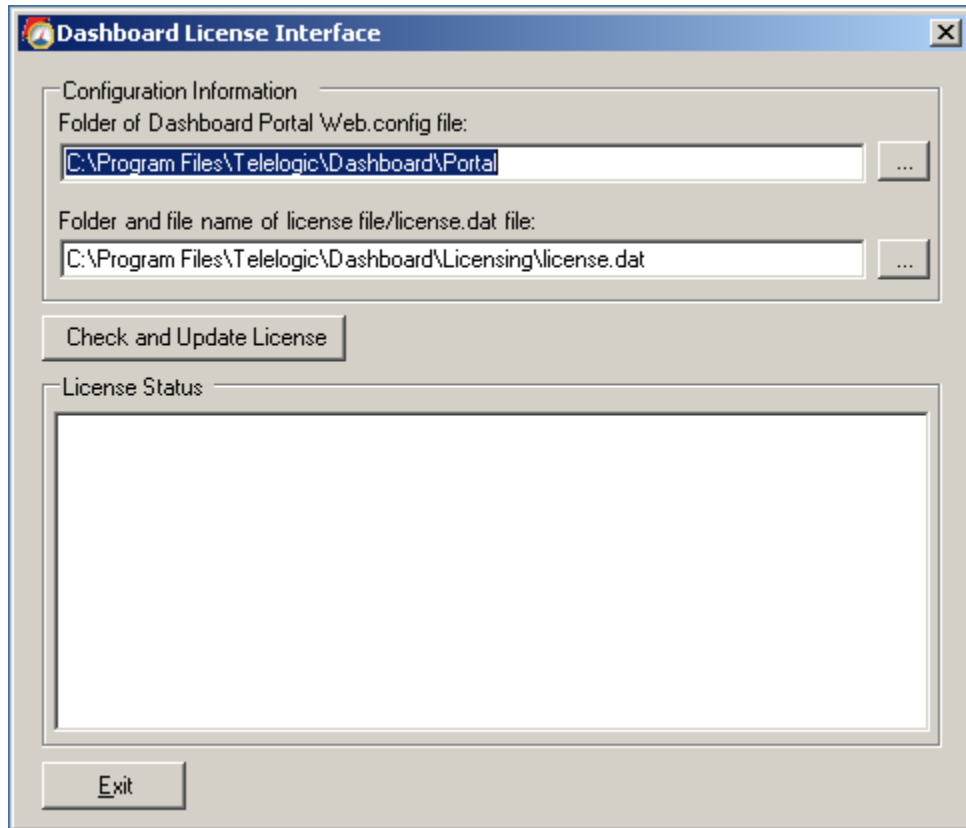 Dashboard License Interface
Configuration Information
Folder of Dashboard Portal Web.config file:
C:\Program Files\Telelogic\Dashboard\Portal
...
Folder and file name of license file/license.dat file:
C:\Program Files\Telelogic\Dashboard\Licensing\license.dat
...
Check and Update License
License Status
Exit